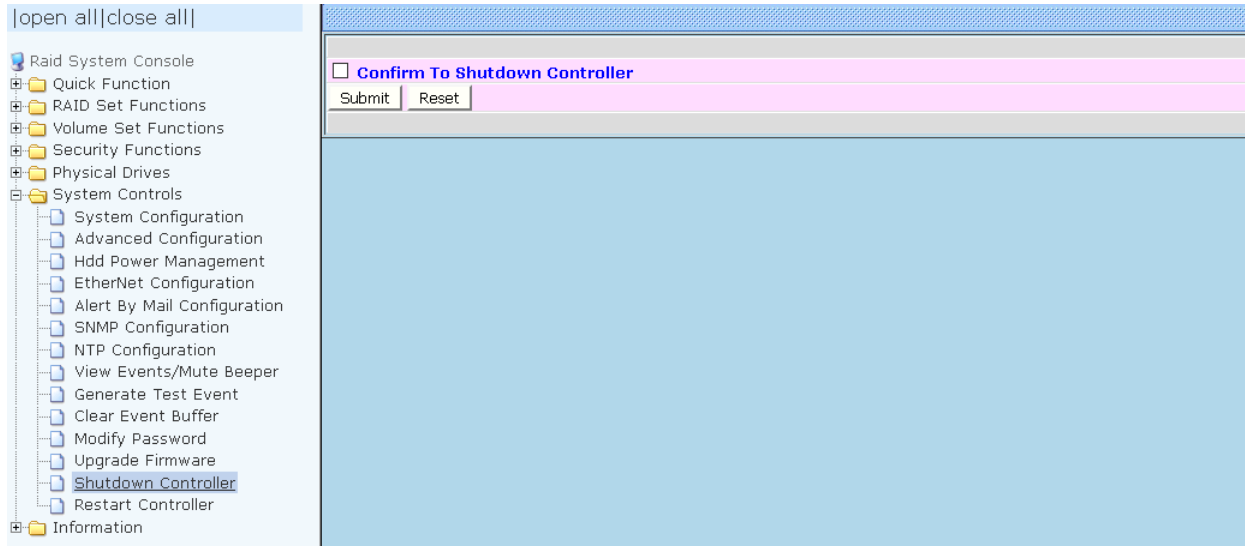 |open all|close all|
Raid System Console
Quick Function
RAID Set Functions
Volume Set Functions
Security Functions
Physical Drives
System Controls
System Configuration
Advanced Configuration
Hdd Power Management
EtherNet Configuration
Alert By Mail Configuration
SNMP Configuration
NTP Configuration
View Events/Mute Beeper
Generate Test Event
Clear Event Buffer
Modify Password
Upgrade Firmware
Shutdown Controller
Restart Controller
Information
Confirm To Shutdown Controller
Submit Reset